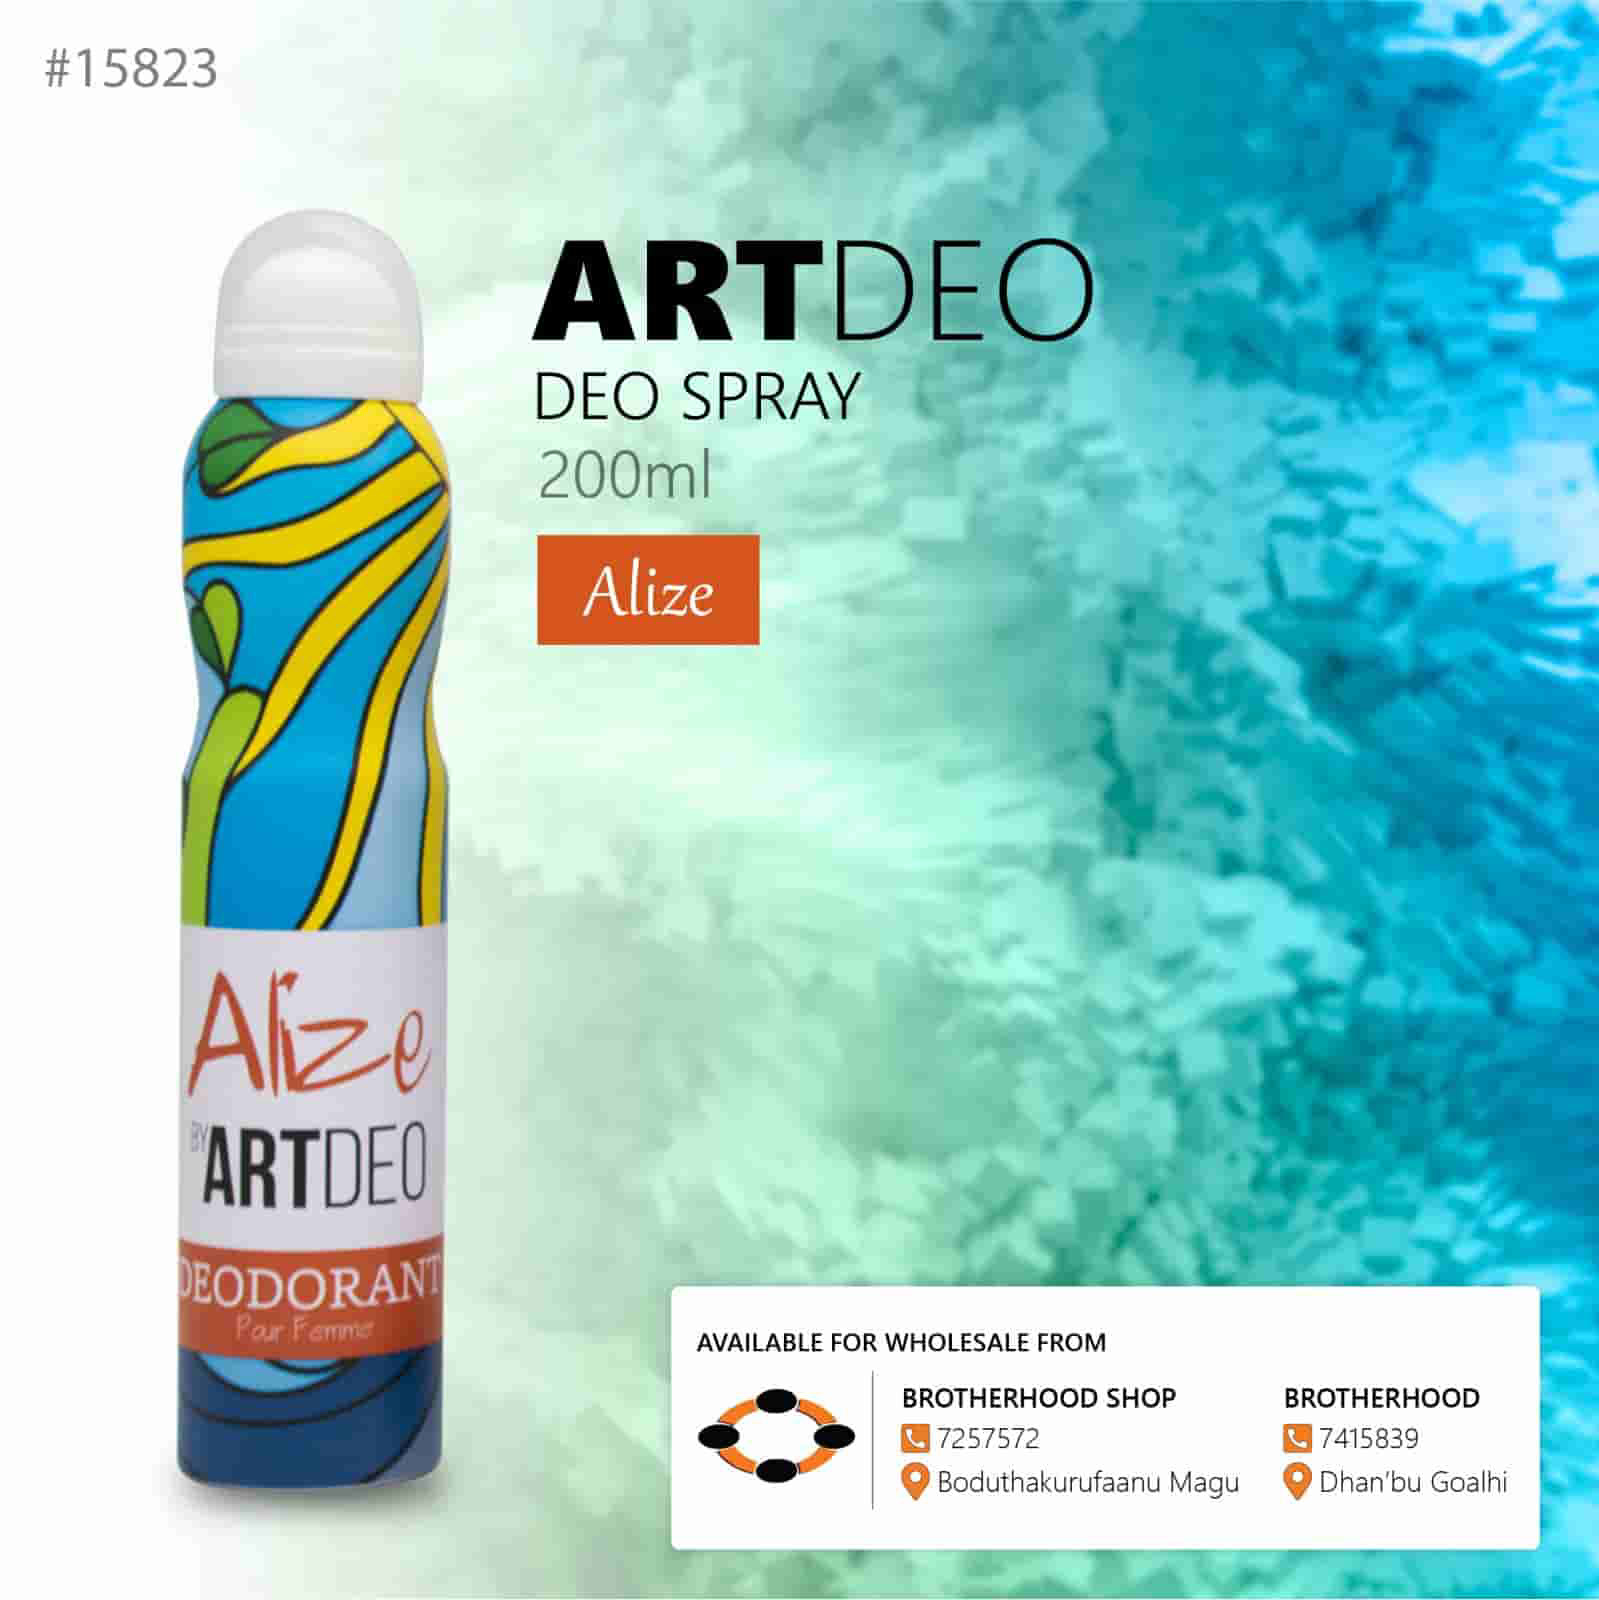 #15823
ARTDEO
DEO SPRAY
200ml
Alize
Alize
BY ARTDEO
DEODORANT
Pour Femme
AVAILABLE FOR WHOLESALE FROM
BROTHERHOOD SHOP
7257572
Boduthakurufaanu Magu
BROTHERHOOD
7415839
Dhan'bu Goalhi